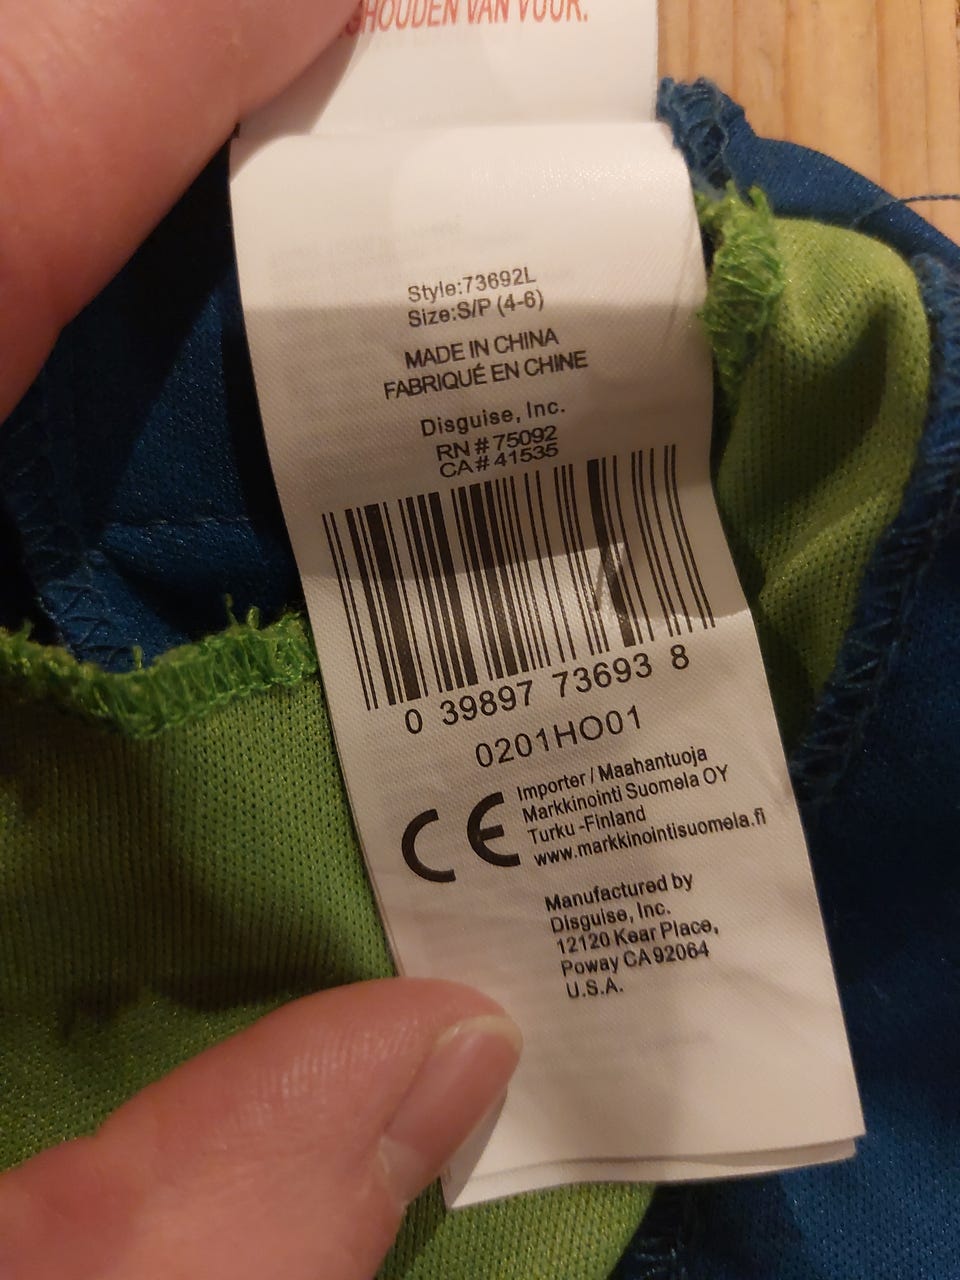 HOUDEN VAN VUUR.
Style:73692L
Size:S/P (4-6)
MADE IN CHINA
FABRIQUÉ EN CHINE
Disguise, Inc.
RN # 75092
CA# 41535
0 39897 73693 8
0201HO01
CE
Importer / Maahantuoja
Markkinointi Suomela OY
Turku -Finland
www.markkinointisuomela.fi
Manufactured by
Disguise, Inc.
12120 Kear Place,
Poway CA 92064
U.S.A.